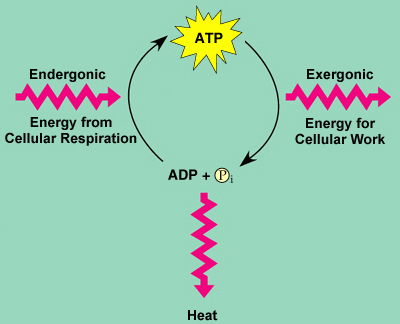 ATP
Endergonic
Energy from
Cellular Respiration
Exergonic
Energy for
Cellular Work
ADP + Pi
Heat